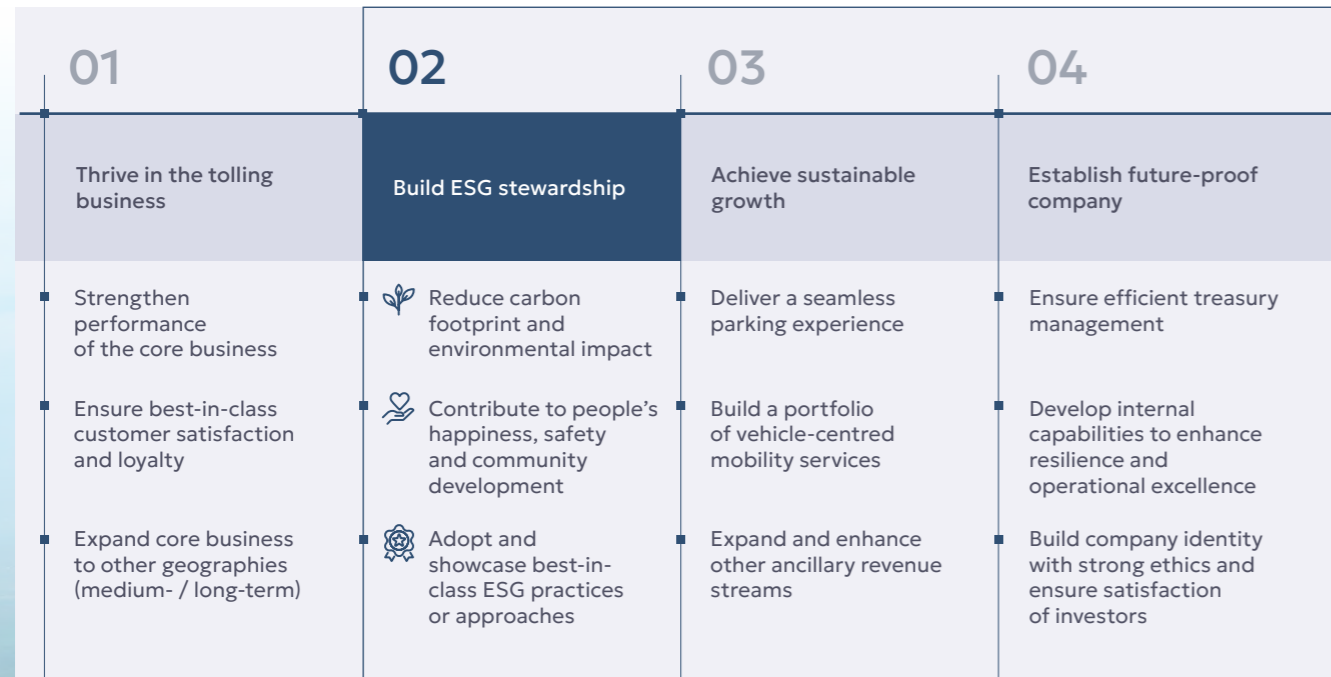 01
Thrive in the tolling
business
Strengthen
performance
of the core business
Ensure best-in-class
customer satisfaction
and loyalty
Expand core business
to other geographies
(medium- / long-term)
02
Build ESG stewardship
Reduce carbon
footprint and
environmental impact
Contribute to people’s
happiness, safety
and community
development
Adopt and
showcase best-in-
class ESG practices
or approaches
03
Achieve sustainable
growth
Deliver a seamless
parking experience
Build a portfolio
of vehicle-centred
mobility services
Expand and enhance
other ancillary revenue
streams
04
Establish future-proof
company
Ensure efficient treasury
management
Develop internal
capabilities to enhance
resilience and
operational excellence
Build company identity
with strong ethics and
ensure satisfaction
of investors